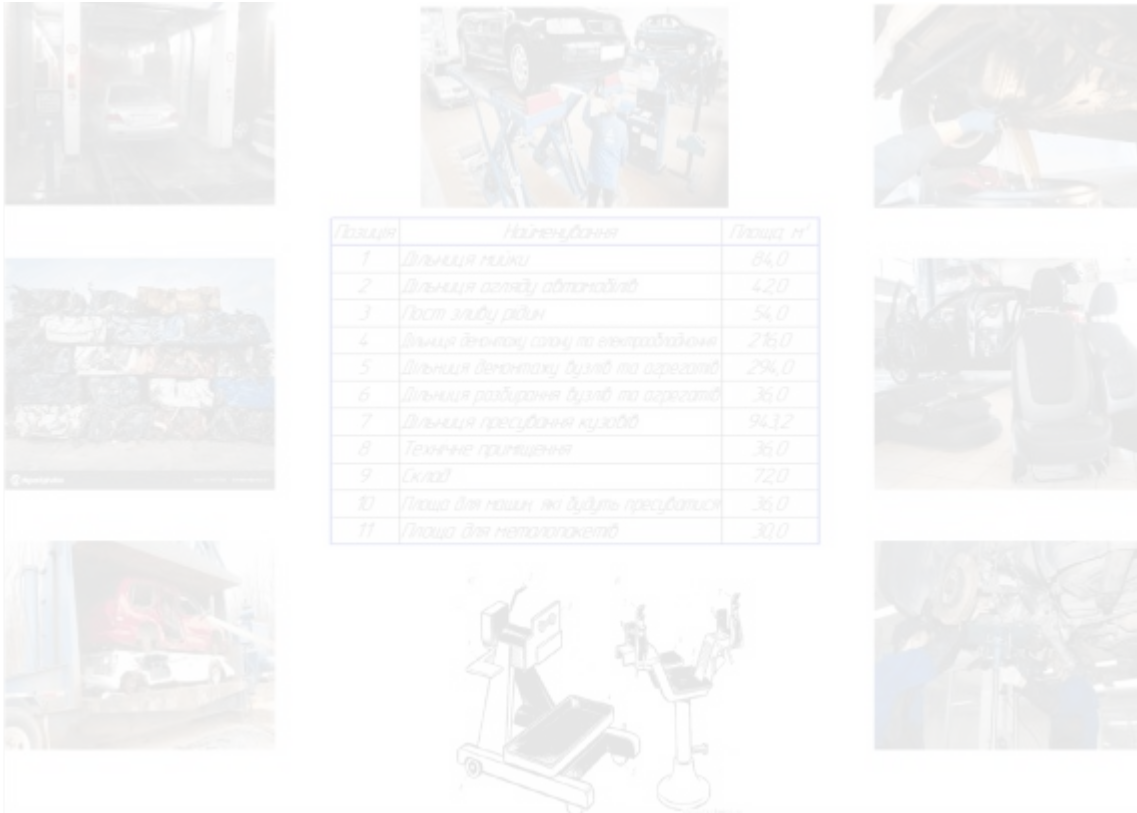 Позиція Найменування Площа, м²
1 Дільниця мийки 84,0
2 Дільниця огляду автомобілів 42,0
3 Пост зливу рідин 54,0
4 Дільниця демонтажу салону та електрообладнання 216,0
5 Дільниця демонтажу вузлів та агрегатів 294,0
6 Дільниця розбирання вузлів та агрегатів 36,0
7 Дільниця пресування кузовів 943,2
8 Технічне приміщення 36,0
9 Склад 72,0
10 Площа для машин, які будуть пресуватися 36,0
11 Площа для металопакетів 30,0